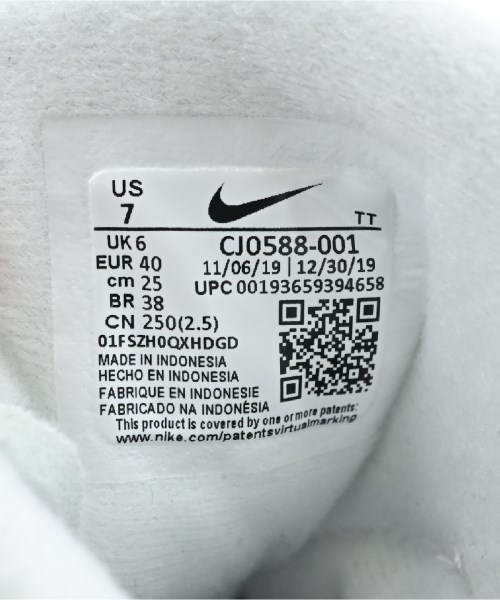 US
7
TT
UK 6
EUR 40
cm 25
BR 38
CN 250(2.5)
CJ0588-001
11/06/19 | 12/30/19
UPC 00193659394658
01FSZH0QXHDGD
MADE IN INDONESIA
HECHO EN INDONESIA
FABRIQUE EN INDONESIE
FABRICADO NA INDONÉSIA
This product is covered by one or more patents:
www.nike.com/patentsvirtualmarking